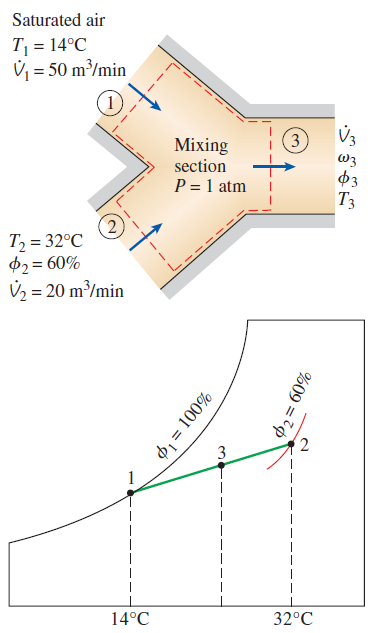 Saturated air
T₁ = 14°C
V̇₁ = 50 m³/min
1
Mixing
section
P = 1 atm
3
V̇₃
ω₃
ϕ₃
T₃
2
T₂ = 32°C
ϕ₂ = 60%
V̇₂ = 20 m³/min
ϕ₁ = 100%
ϕ₂ = 60%
1
3
2
14°C
32°C